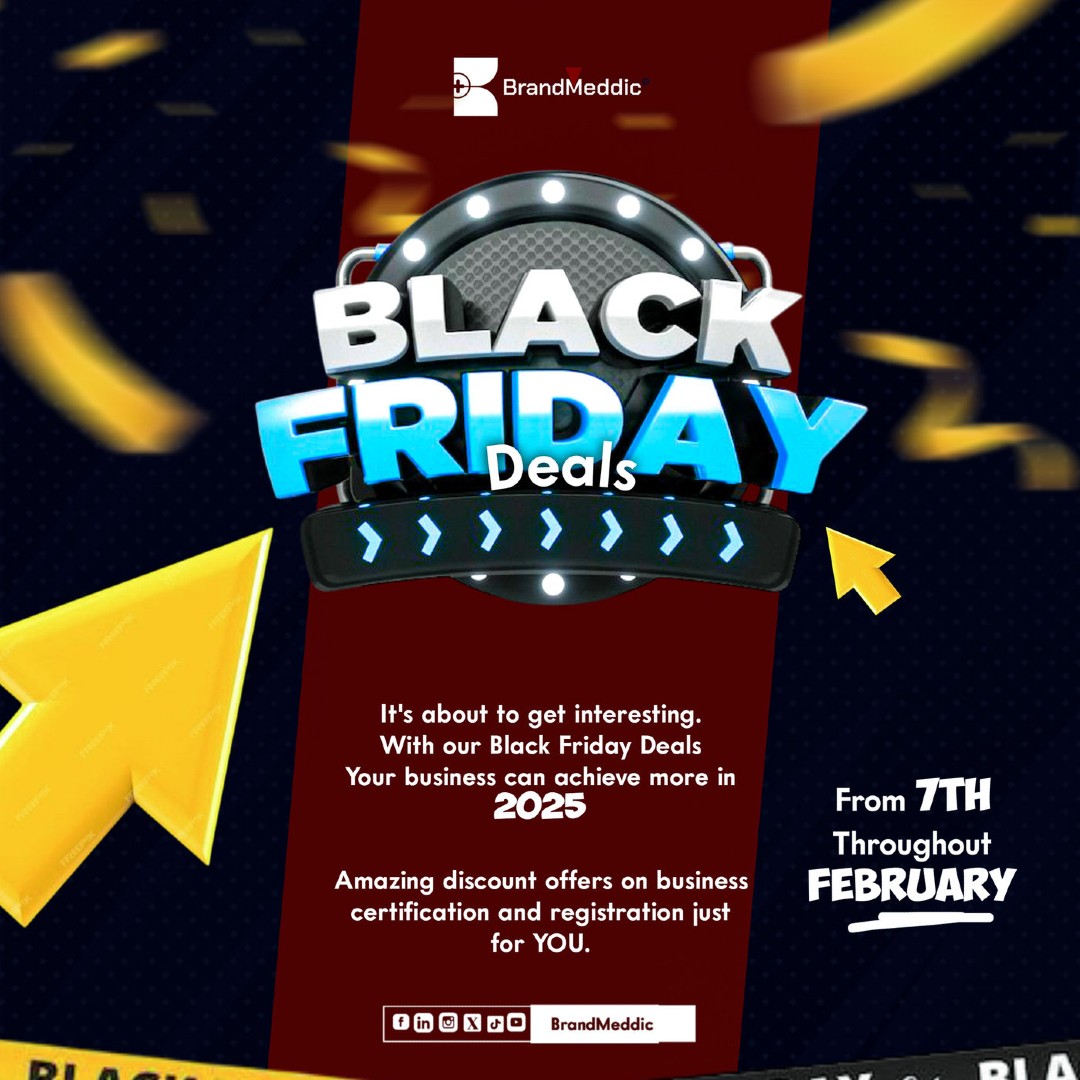 BrandMeddic
BLACK
FRIDAY
Deals
It's about to get interesting.
With our Black Friday Deals
Your business can achieve more in
2025
Amazing discount offers on business
certification and registration just
for YOU.
From 7TH
Throughout
FEBRUARY
BrandMeddic